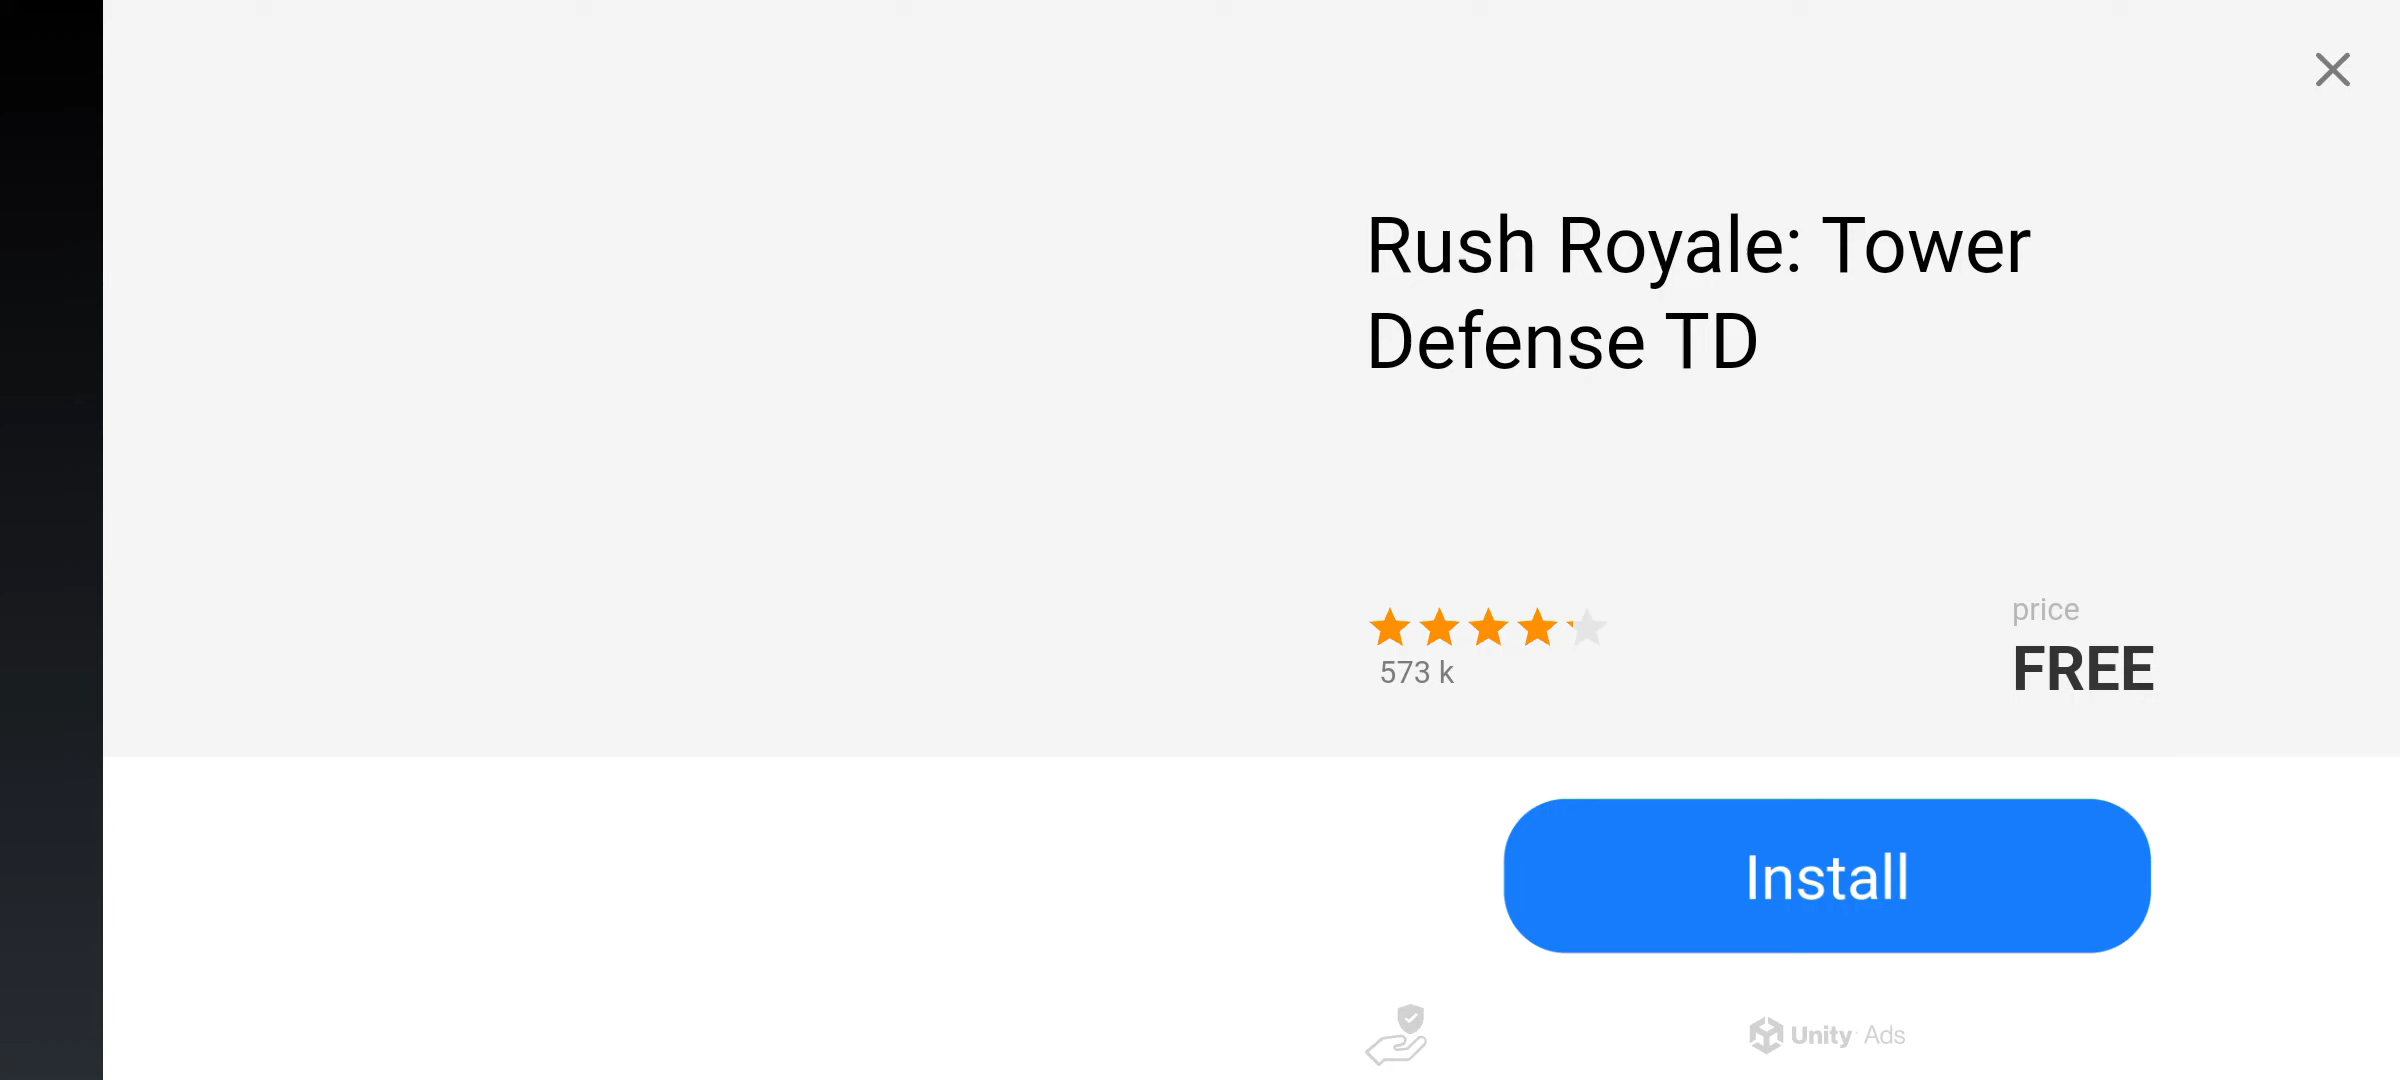 Rush Royale: Tower
Defense TD
573 k
price
FREE
Install
Unity Ads